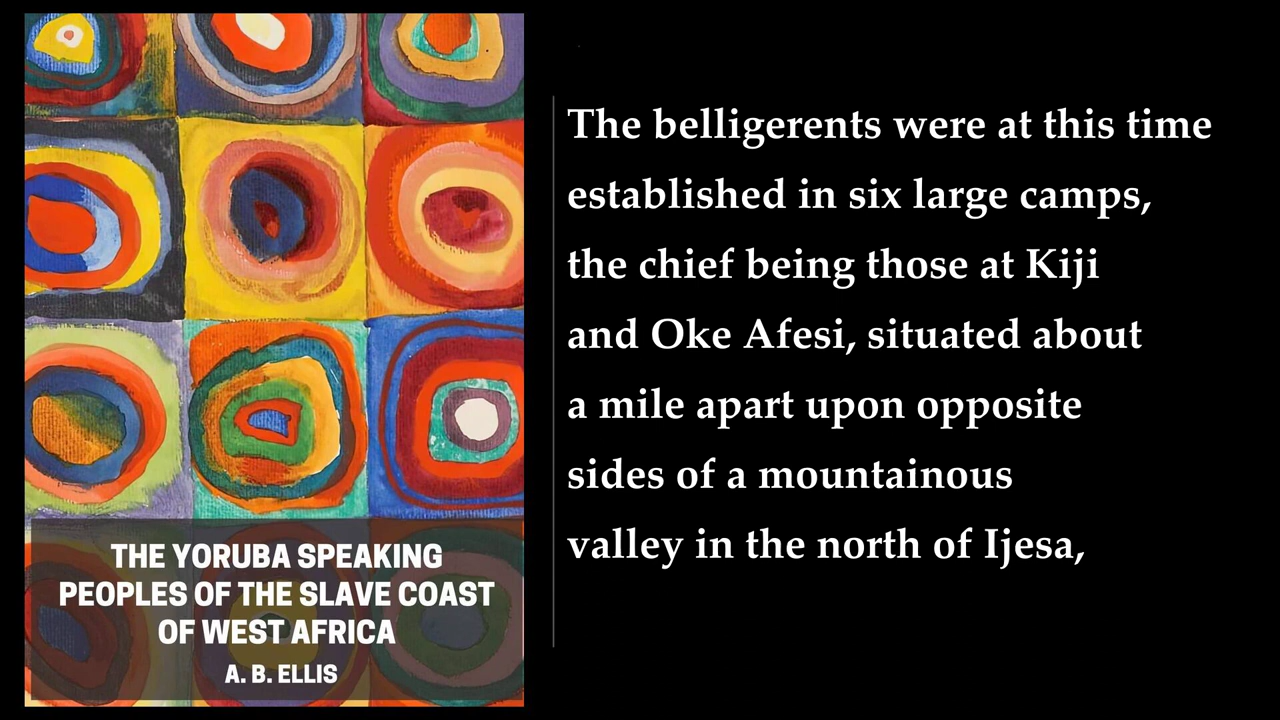 THE YORUBA SPEAKING
PEOPLES OF THE SLAVE COAST
OF WEST AFRICA
A. B. ELLIS
The belligerents were at this time
established in six large camps,
the chief being those at Kiji
and Oke Afesi, situated about
a mile apart upon opposite
sides of a mountainous
valley in the north of Ijesa,